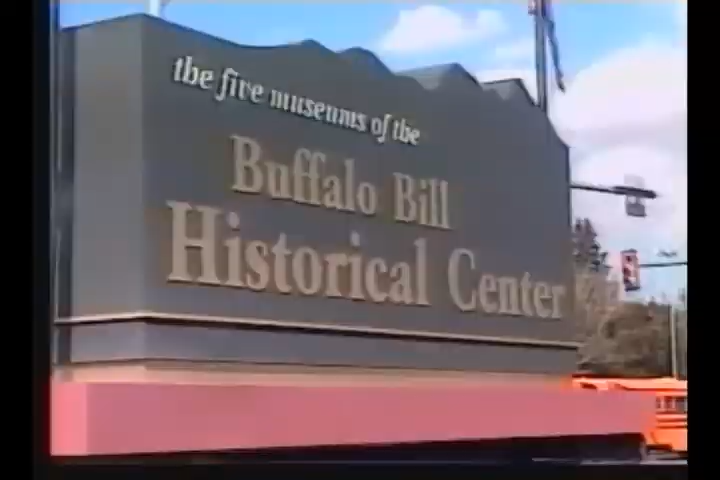 the five museums of the
Buffalo Bill
Historical Center